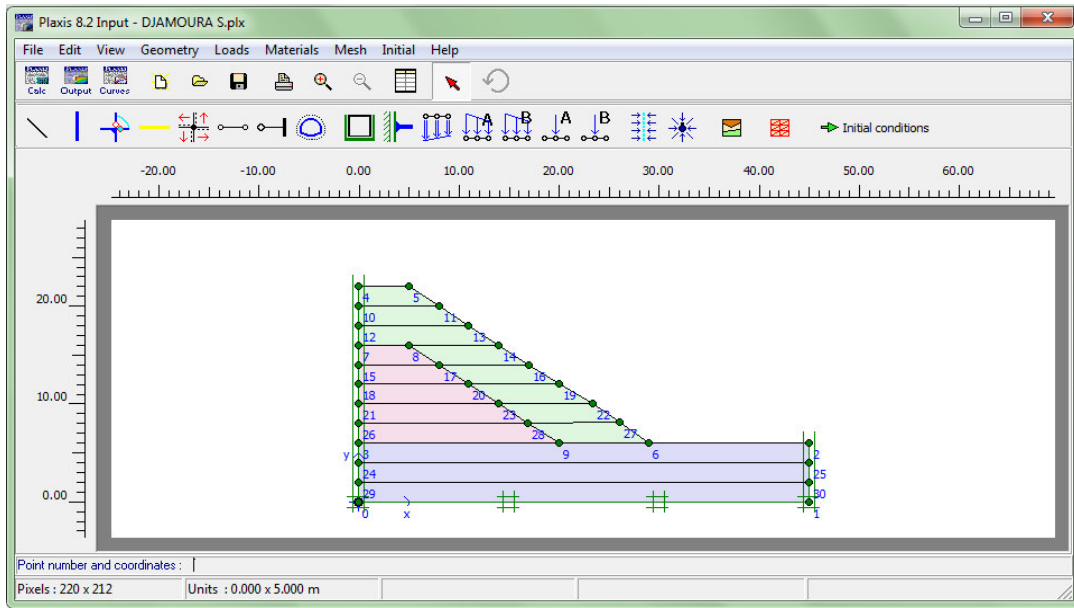 Plaxis 8.2 Input - DJAMOURA S.plx
File Edit View Geometry Loads Materials Mesh Initial Help
Calc Output Curves
A B A B Initial conditions
-20.00 -10.00 0.00 10.00 20.00 30.00 40.00 50.00 60.00
20.00
10.00
0.00
4 5
10 11
12 13
7 8 14
15 17 16
18 20 19
21 23 22
26 28 27
y 3 9 6 2
24 25
29 30
0 x 1
Point number and coordinates :
Pixels : 220 x 212 Units : 0.000 x 5.000 m